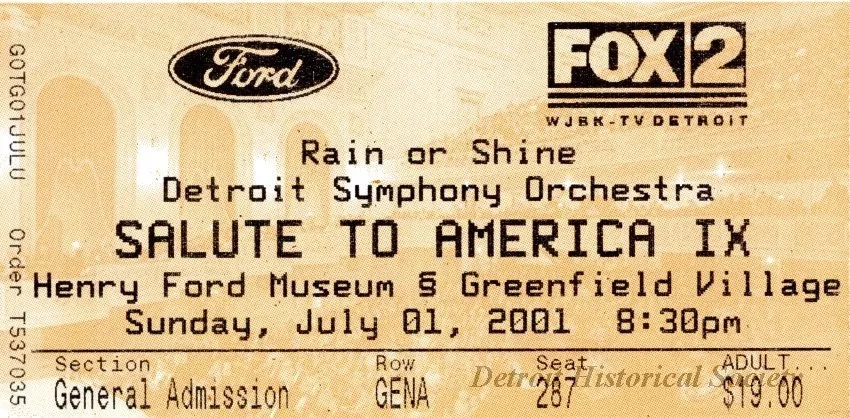 Ford
FOX 2
WJBK-TV DETROIT
Rain or Shine
Detroit Symphony Orchestra
SALUTE TO AMERICA IX
Henry Ford Museum & Greenfield Village
Sunday, July 01, 2001 8:30pm
Section Row Seat ADULT...
General Admission GENA 287 $19.00
Detroit Historical Society
GOTG01JULU Order T537035